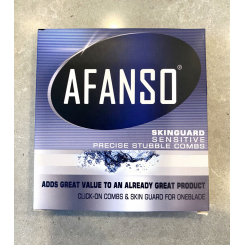 AFANSO®
SKINGUARD
SENSITIVE
PRECISE STUBBLE COMBS
ADDS GREAT VALUE TO AN ALREADY GREAT PRODUCT
CLICK-ON COMBS & SKIN GUARD FOR ONEBLADE